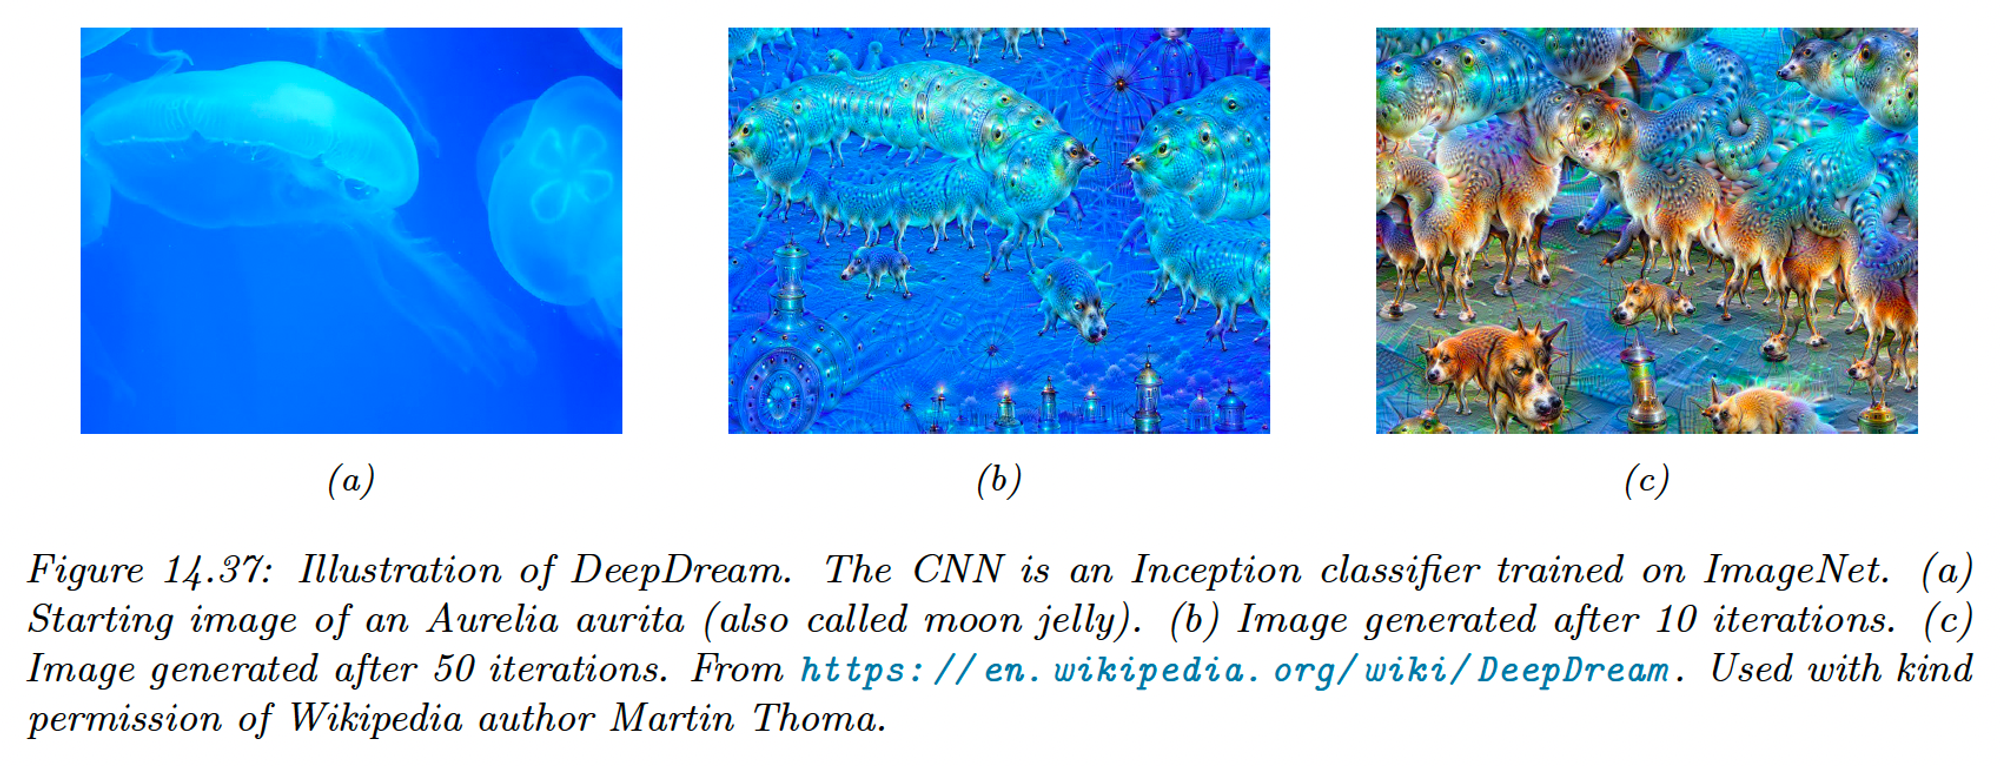 (a)
(b)
(c)
Figure 14.37: Illustration of DeepDream. The CNN is an Inception classifier trained on ImageNet. (a)
Starting image of an Aurelia aurita (also called moon jelly). (b) Image generated after 10 iterations. (c)
Image generated after 50 iterations. From https://en.wikipedia.org/wiki/DeepDream. Used with kind
permission of Wikipedia author Martin Thoma.